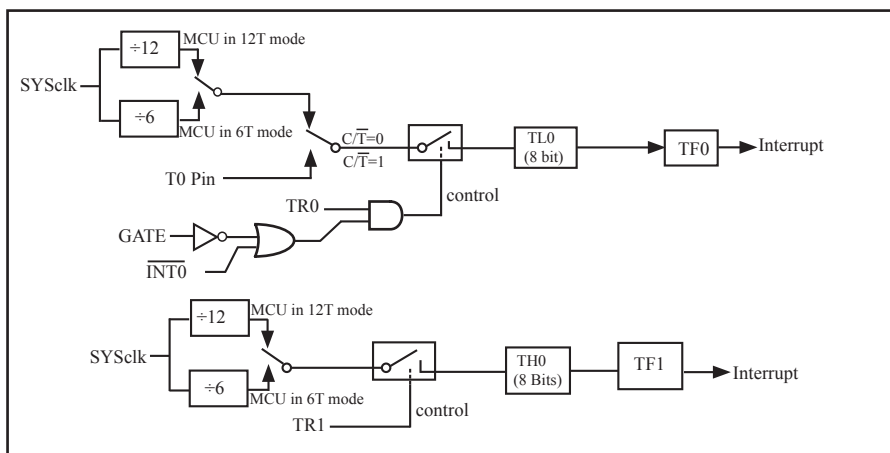 ÷12
MCU in 12T mode
SYSclk
÷6
MCU in 6T mode
C/T̅=0
C/T̅=1
T0 Pin
TL0
(8 bit)
TF0
Interrupt
control
TR0
GATE
I̅N̅T̅0̅
÷12
MCU in 12T mode
SYSclk
÷6
MCU in 6T mode
TH0
(8 Bits)
TF1
Interrupt
control
TR1